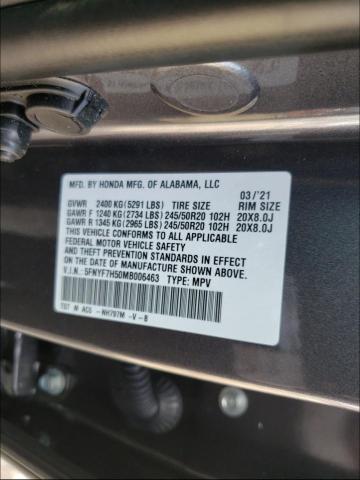 MFD. BY HONDA MFG. OF ALABAMA, LLC 03/'21
GVWR 2400 KG (5291 LBS) TIRE SIZE RIM SIZE
GAWR F 1240 KG (2734 LBS) 245/50R20 102H 20X8.0J
GAWR R 1345 KG (2965 LBS) 245/50R20 102H 20X8.0J
THIS VEHICLE CONFORMS TO ALL APPLICABLE
FEDERAL MOTOR VEHICLE SAFETY
AND THEFT PREVENTION STANDARDS IN
EFFECT ON THE DATE OF
MANUFACTURE SHOWN ABOVE.
V.I.N.: 5FNYF7H50MB006463 TYPE: MPV
-NH797M -V-B